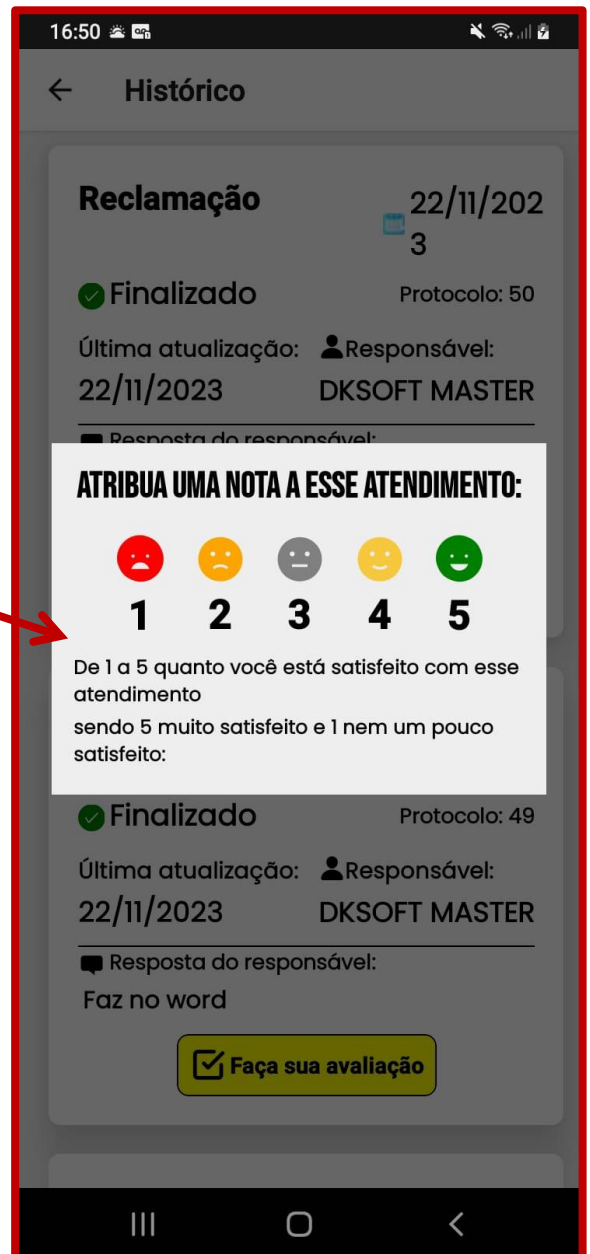 16:50
Histórico
Reclamação
22/11/202
3
Finalizado
Protocolo: 50
Última atualização:
Responsável:
22/11/2023
DKSOFT MASTER
Resposta do responsável:
ATRIBUA UMA NOTA A ESSE ATENDIMENTO:
1 2 3 4 5
De 1 a 5 quanto você está satisfeito com esse
atendimento
sendo 5 muito satisfeito e 1 nem um pouco
satisfeito:
Finalizado
Protocolo: 49
Última atualização:
Responsável:
22/11/2023
DKSOFT MASTER
Resposta do responsável:
Faz no word
Faça sua avaliação